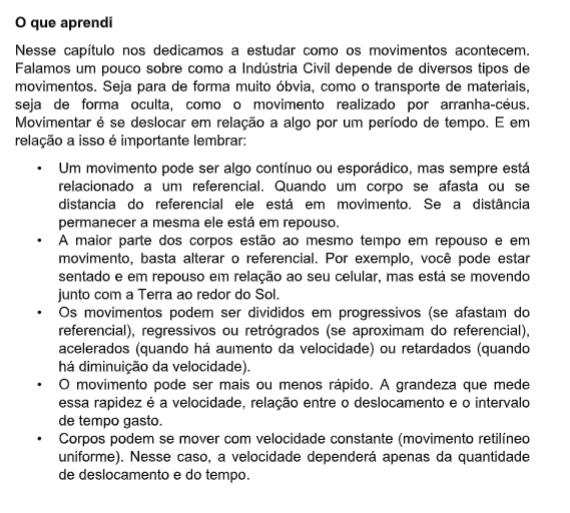 O que aprendi
Nesse capítulo nos dedicamos a estudar como os movimentos acontecem.
Falamos um pouco sobre como a Indústria Civil depende de diversos tipos de
movimentos. Seja para de forma muito óbvia, como o transporte de materiais,
seja de forma oculta, como o movimento realizado por arranha-céus.
Movimentar é se deslocar em relação a algo por um período de tempo. E em
relação a isso é importante lembrar:
• Um movimento pode ser algo contínuo ou esporádico, mas sempre está
relacionado a um referencial. Quando um corpo se afasta ou se
distancia do referencial ele está em movimento. Se a distância
permanecer a mesma ele está em repouso.
• A maior parte dos corpos estão ao mesmo tempo em repouso e em
movimento, basta alterar o referencial. Por exemplo, você pode estar
sentado e em repouso em relação ao seu celular, mas está se movendo
junto com a Terra ao redor do Sol.
• Os movimentos podem ser divididos em progressivos (se afastam do
referencial), regressivos ou retrógrados (se aproximam do referencial),
acelerados (quando há aumento da velocidade) ou retardados (quando
há diminuição da velocidade).
• O movimento pode ser mais ou menos rápido. A grandeza que mede
essa rapidez é a velocidade, relação entre o deslocamento e o intervalo
de tempo gasto.
• Corpos podem se mover com velocidade constante (movimento retilíneo
uniforme). Nesse caso, a velocidade dependerá apenas da quantidade
de deslocamento e do tempo.